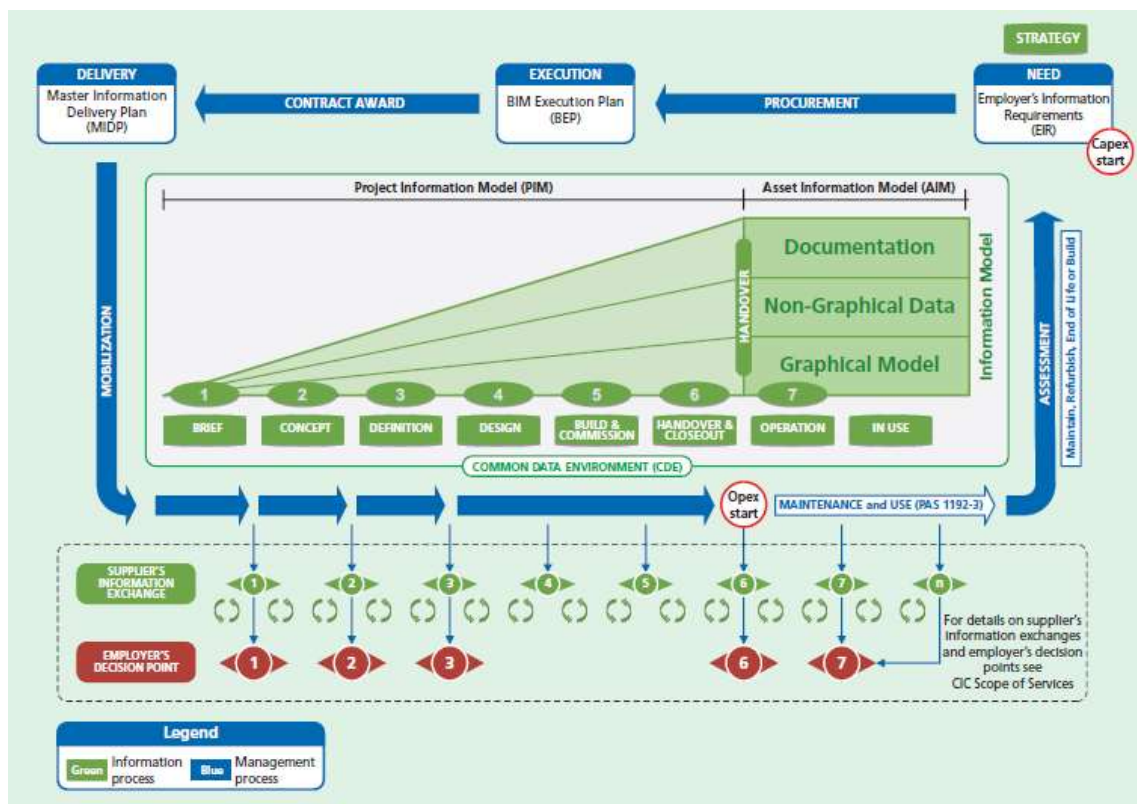 STRATEGY
DELIVERY
Master Information
Delivery Plan
(MIDP)
CONTRACT AWARD
EXECUTION
BIM Execution Plan
(BEP)
PROCUREMENT
NEED
Employer's Information
Requirements
(EIR)
Capex
start
Project Information Model (PIM)
Asset Information Model (AIM)
Documentation
Non-Graphical Data
Graphical Model
HANDOVER
Information Model
MOBILIZATION
ASSESSMENT
Maintain, Refurbish, End of Life or Build
1
2
3
4
5
6
7
BRIEF
CONCEPT
DEFINITION
DESIGN
BUILD &
COMMISSION
HANDOVER &
CLOSEOUT
OPERATION
IN USE
COMMON DATA ENVIRONMENT (CDE)
Opex
start
MAINTENANCE and USE (PAS 1192-3)
SUPPLIER'S
INFORMATION
EXCHANGE
1
2
3
4
5
6
7
n
EMPLOYER'S
DECISION POINT
1
2
3
6
7
For details on supplier's
information exchanges
and employer's decision
points see
CIC Scope of Services
Legend
Green
Information
process
Blue
Management
process